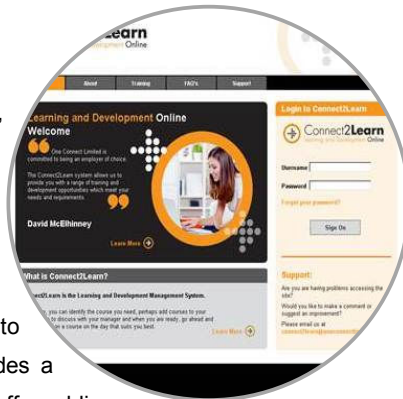 earn
Online
About Training FAQ's Support
Learning and Development Online
Welcome
One Connect Limited is
committed to being an employer of choice.
The Connect2Learn system allows us to
provide you with a range of training and
development opportunities which meet your
needs and requirements.
David McElhinney
Learn More
Login to Connect2Learn
Connect2Learn
Learning and Development Online
Username
Password
Forgot your password?
Sign On
What is Connect2Learn?
Connect2Learn is the Learning and Development Management System.
you can identify the course you need, perhaps add courses to your
to discuss with your manager and when you are ready, go ahead and
on a course on the day that suits you best.
Learn More
Support:
Are you are having problems accessing the
site?
Would you like to make a comment or
suggest an improvement?
Please email us at
to
des a